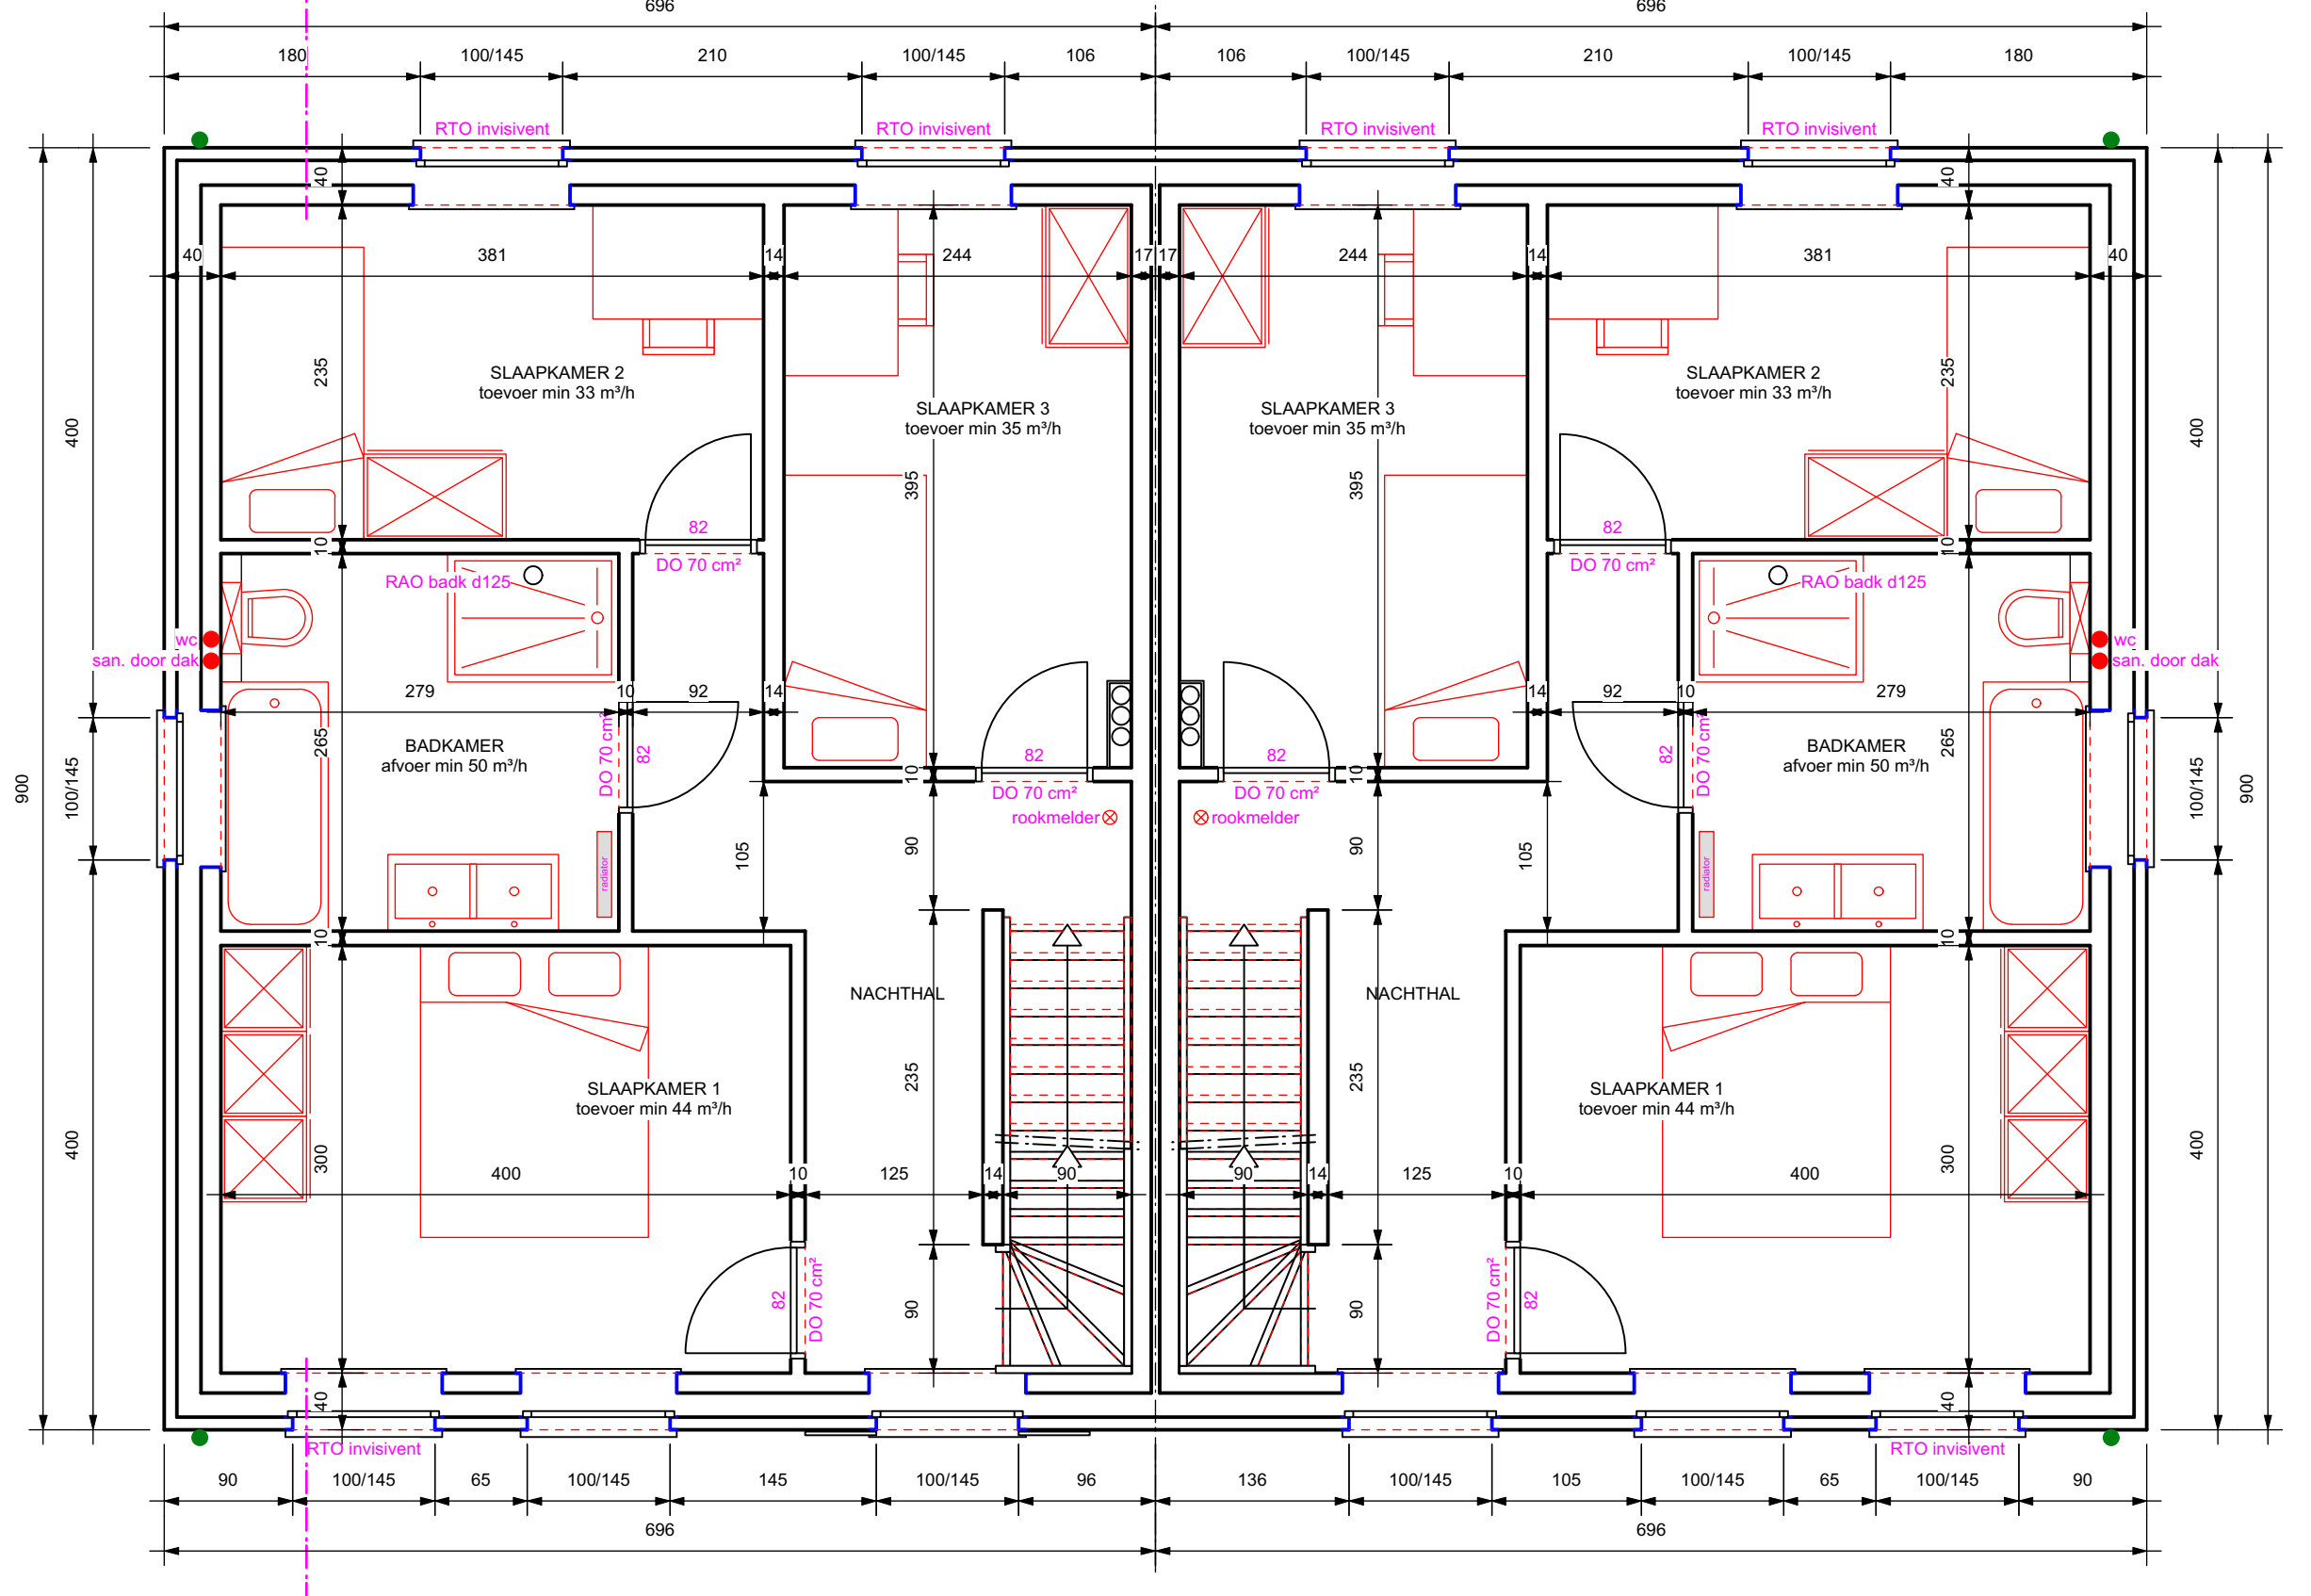 696 696
180 100/145 210 100/145 106 106 100/145 210 100/145 180
RTO invisivent RTO invisivent RTO invisivent RTO invisivent
40 40
40 381 14 244 17 17 244 14 381 40
SLAAPKAMER 2
toevoer min 33 m³/h
SLAAPKAMER 3
toevoer min 35 m³/h
SLAAPKAMER 3
toevoer min 35 m³/h
SLAAPKAMER 2
toevoer min 33 m³/h
235 235
400 400
395 395
82 82
DO 70 cm² DO 70 cm²
10 10
RAO badk d125 RAO badk d125
wc wc
san. door dak san. door dak
279 10 92 14 14 92 10 279
BADKAMER
afvoer min 50 m³/h
BADKAMER
afvoer min 50 m³/h
265 265
DO 70 cm² 82 82 DO 70 cm²
82 82
10 10
DO 70 cm² DO 70 cm²
rookmelder rookmelder
900 100/145 100/145 900
105 90 90 105
radiator radiator
10 10
NACHTHAL NACHTHAL
SLAAPKAMER 1
toevoer min 44 m³/h
SLAAPKAMER 1
toevoer min 44 m³/h
235 235
400 400
300 300
400 10 125 14 90 90 14 125 10 400
82 DO 70 cm² 90 90 DO 70 cm² 82
40 40
RTO invisivent RTO invisivent
90 100/145 65 100/145 145 100/145 96 136 100/145 105 100/145 65 100/145 90
696 696